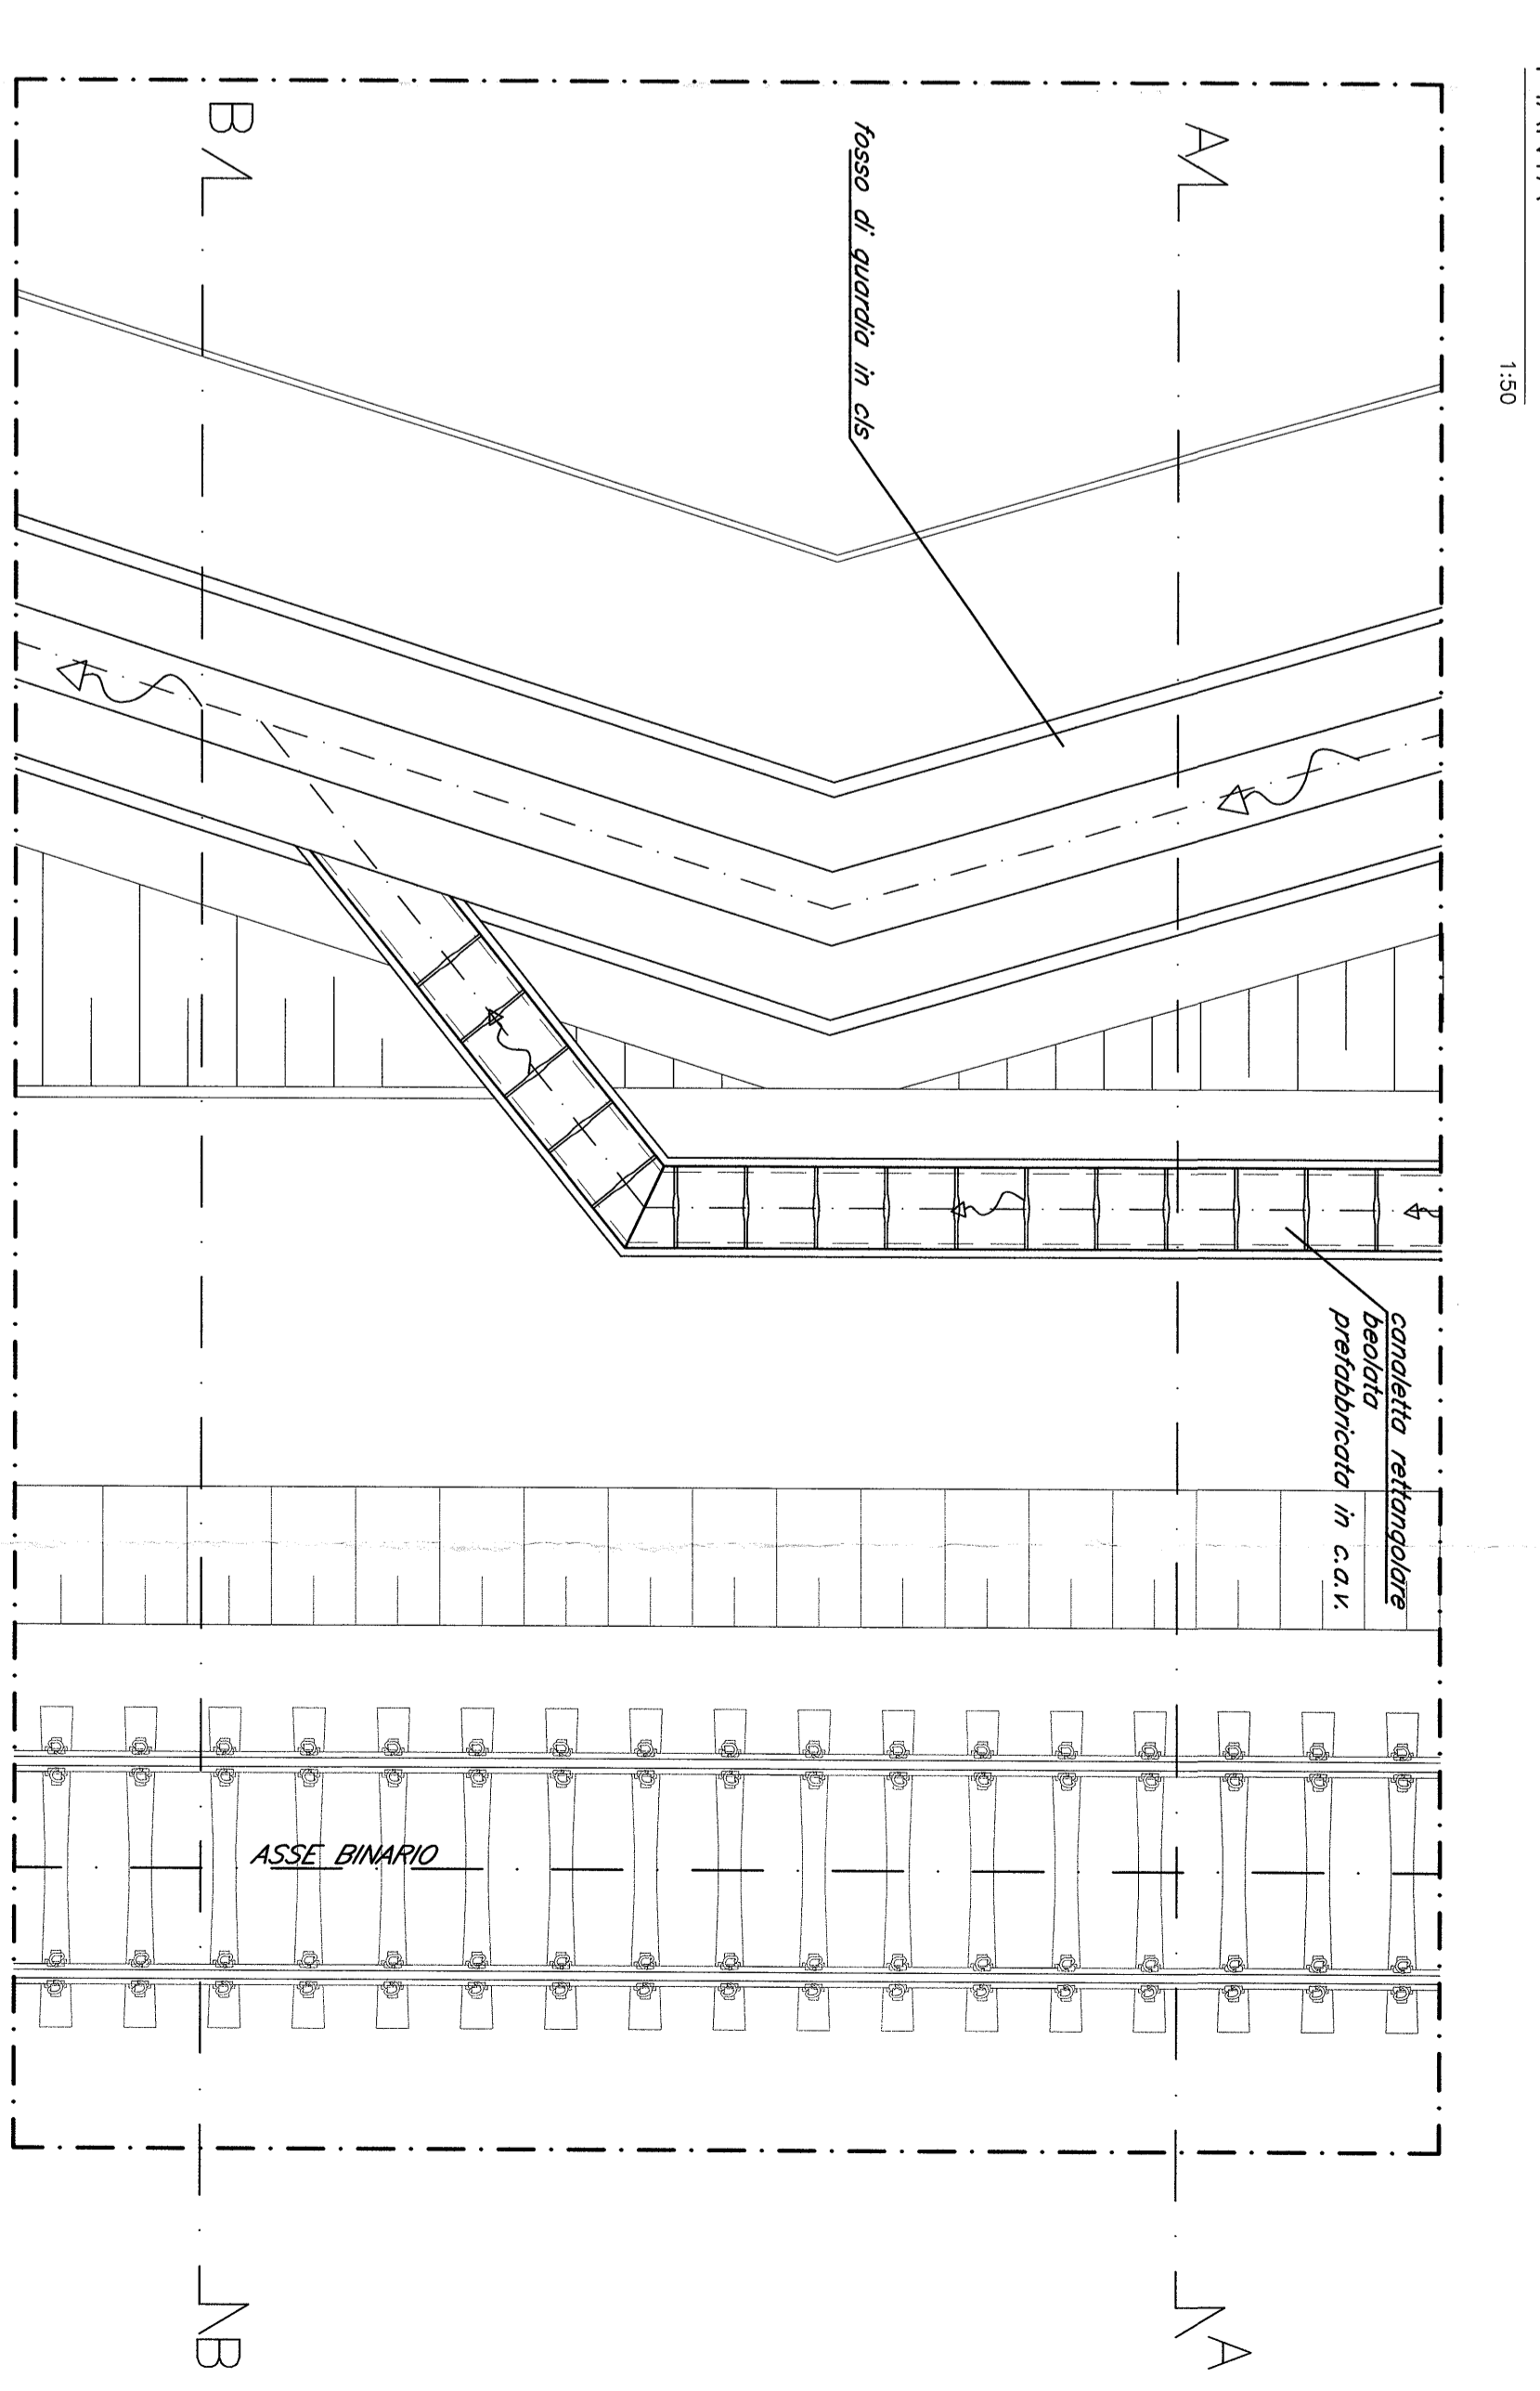 1:50
A
B
fosso di guardia in cls
canaletta rettangolare
beolata
prefabbricata in c.a.v.
ASSE BINARIO
A
B